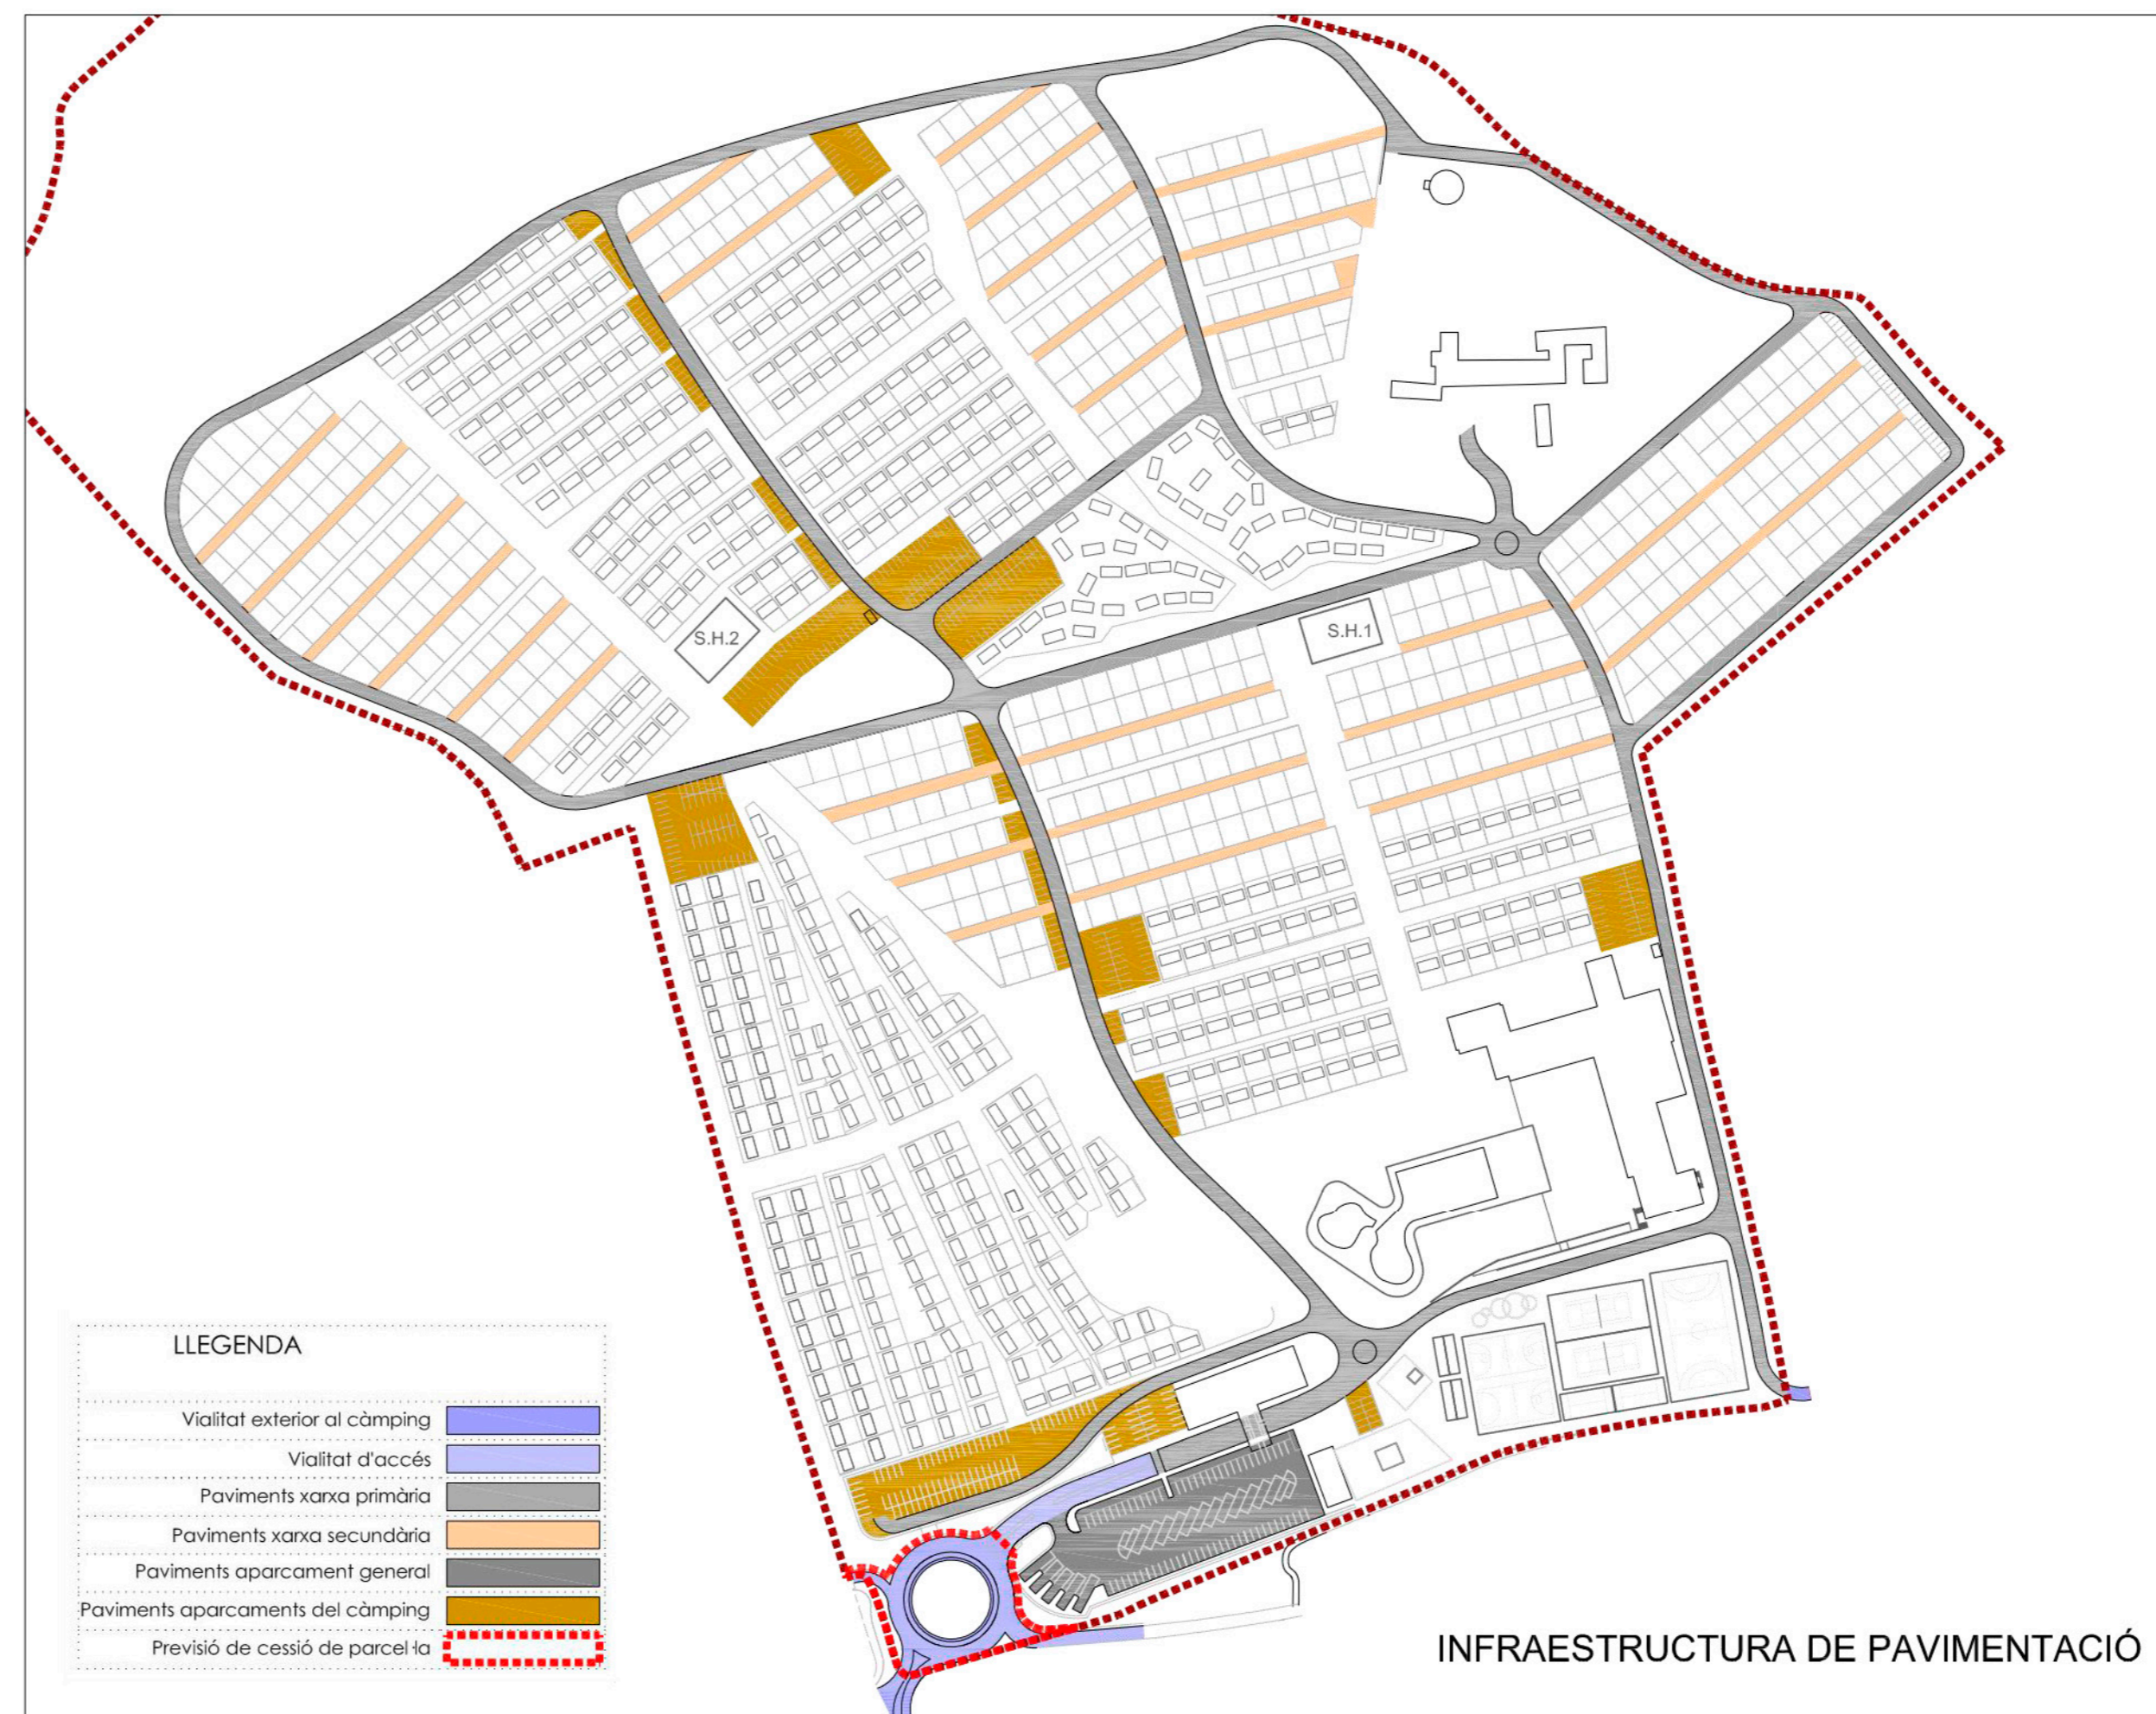 S.H.2
S.H.1
LLEGENDA
Vialitat exterior al càmping
Vialitat d'accés
Paviments xarxa primària
Paviments xarxa secundària
Paviments aparcament general
Paviments aparcaments del càmping
Previsió de cessió de parcel·la
INFRAESTRUCTURA DE PAVIMENTACIÓ